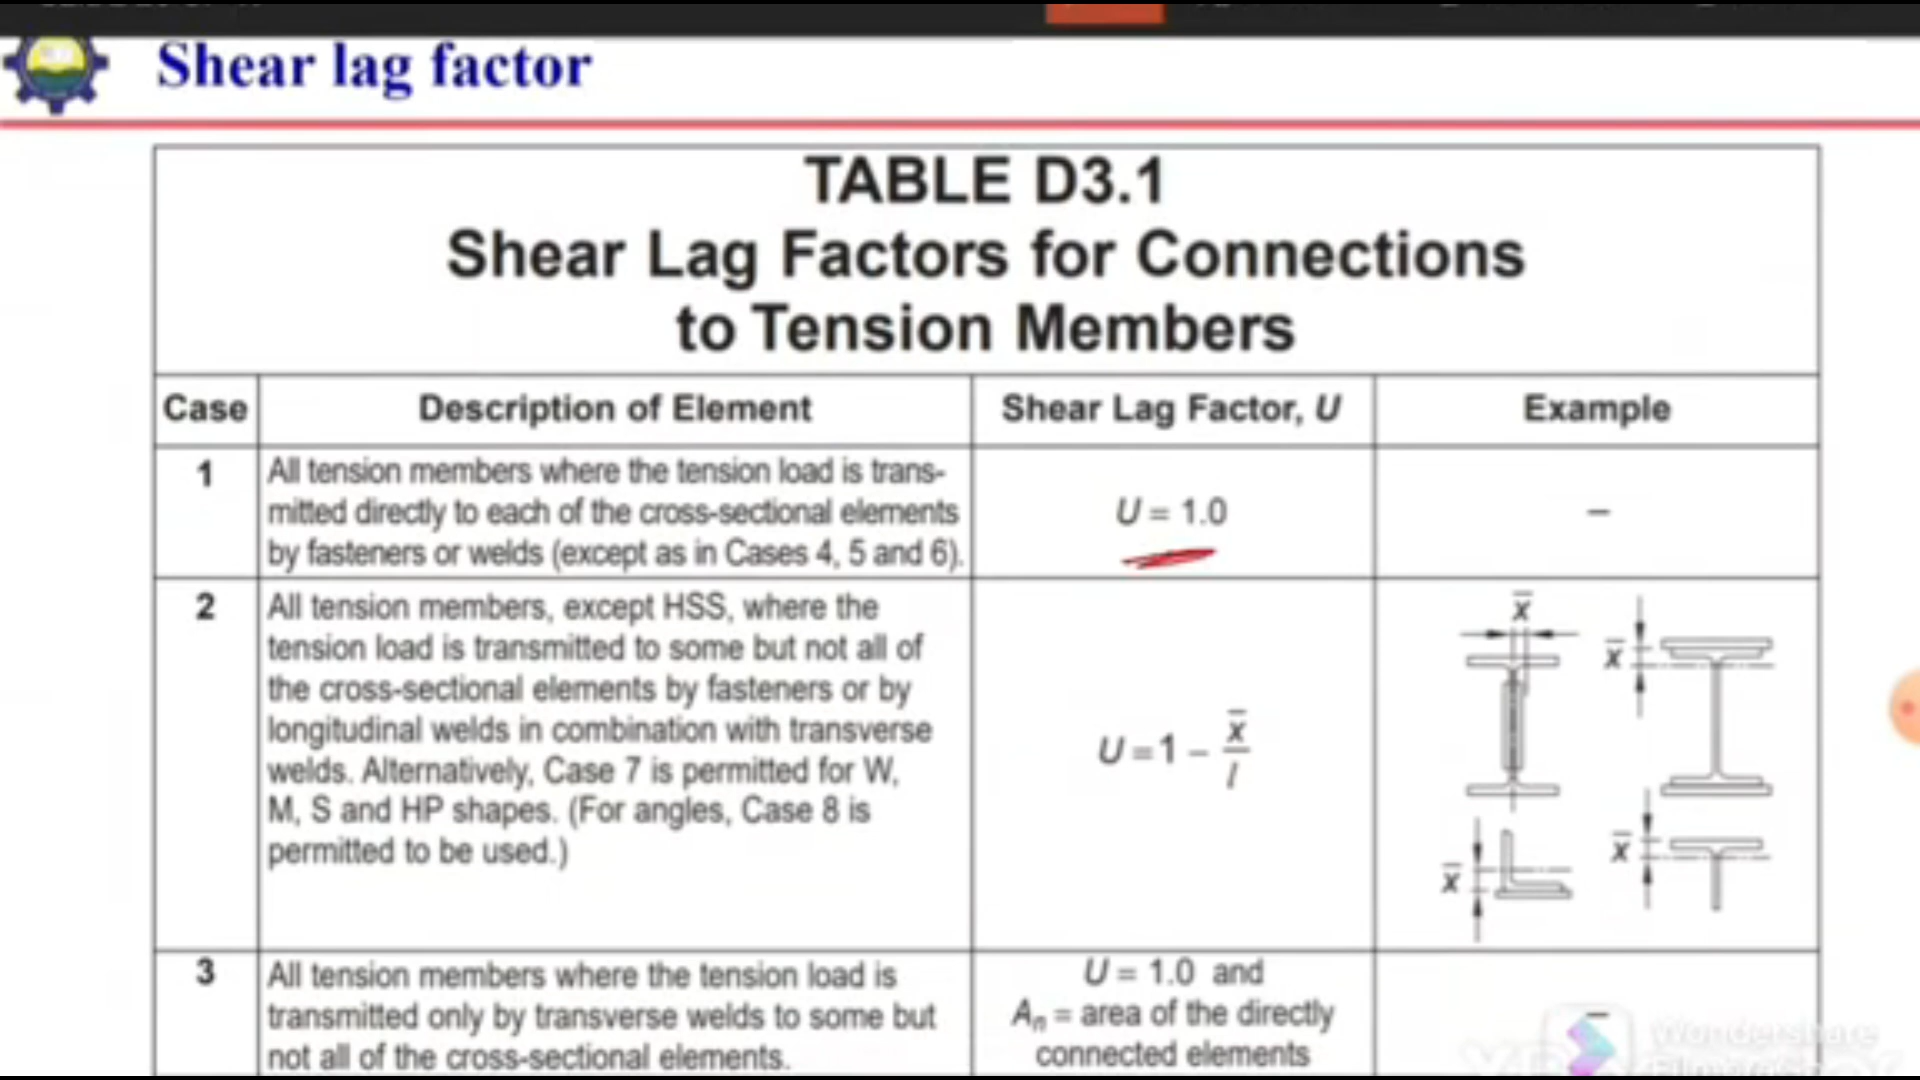 Shear lag factor
TABLE D3.1
Shear Lag Factors for Connections
to Tension Members
Case
Description of Element
Shear Lag Factor, U
Example
1
All tension members where the tension load is trans-
mitted directly to each of the cross-sectional elements
by fasteners or welds (except as in Cases 4, 5 and 6).
U = 1.0
–
2
All tension members, except HSS, where the
tension load is transmitted to some but not all of
the cross-sectional elements by fasteners or by
longitudinal welds in combination with transverse
welds. Alternatively, Case 7 is permitted for W,
M, S and HP shapes. (For angles, Case 8 is
permitted to be used.)
U = 1 – x̄/l
x̄
x̄
x̄
x̄
3
All tension members where the tension load is
transmitted only by transverse welds to some but
not all of the cross-sectional elements.
U = 1.0 and
Aₙ = area of the directly
connected elements
–
Wondershare